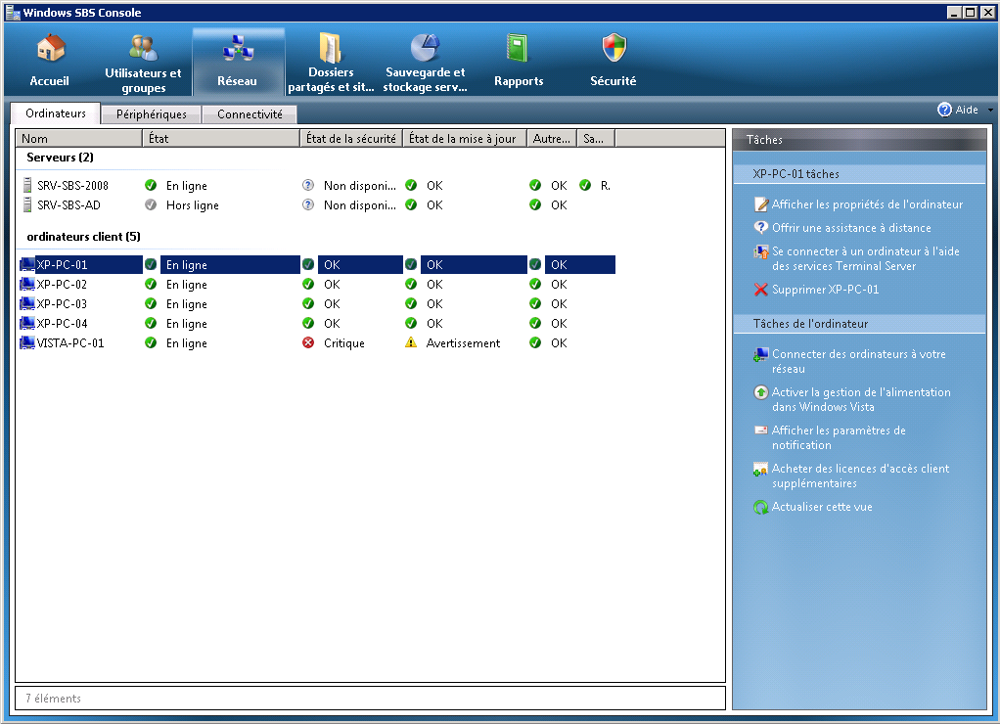 Windows SBS Console
Accueil
Utilisateurs et
groupes
Réseau
Dossiers
partagés et sit...
Sauvegarde et
stockage serv...
Rapports
Sécurité
Ordinateurs
Périphériques
Connectivité
Aide
Nom État État de la sécurité État de la mise à jour Autre... Sa...
Serveurs (2)
SRV-SBS-2008 En ligne Non disponi... OK OK R.
SRV-SBS-AD Hors ligne Non disponi... OK OK
ordinateurs client (5)
XP-PC-01 En ligne OK OK OK
XP-PC-02 En ligne OK OK OK
XP-PC-03 En ligne OK OK OK
XP-PC-04 En ligne OK OK OK
VISTA-PC-01 En ligne Critique Avertissement OK
7 éléments
Tâches
XP-PC-01 tâches
Afficher les propriétés de l'ordinateur
Offrir une assistance à distance
Se connecter à un ordinateur à l'aide
des services Terminal Server
Supprimer XP-PC-01
Tâches de l'ordinateur
Connecter des ordinateurs à votre
réseau
Activer la gestion de l'alimentation
dans Windows Vista
Afficher les paramètres de
notification
Acheter des licences d'accès client
supplémentaires
Actualiser cette vue